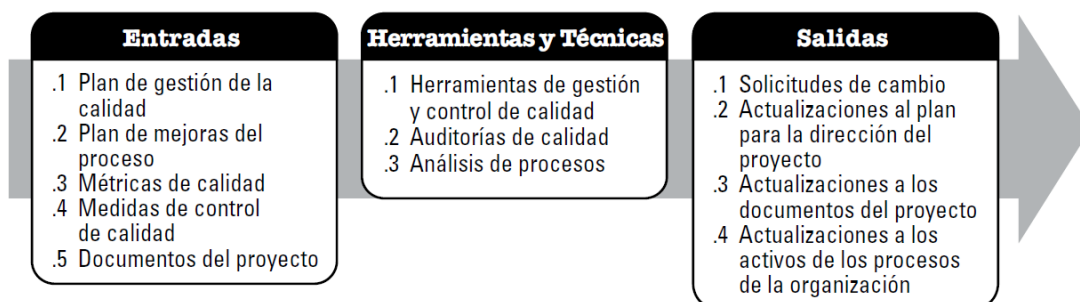 Entradas
.1 Plan de gestión de la
calidad
.2 Plan de mejoras del
proceso
.3 Métricas de calidad
.4 Medidas de control
de calidad
.5 Documentos del proyecto
Herramientas y Técnicas
.1 Herramientas de gestión
y control de calidad
.2 Auditorías de calidad
.3 Análisis de procesos
Salidas
.1 Solicitudes de cambio
.2 Actualizaciones al plan
para la dirección del
proyecto
.3 Actualizaciones a los
documentos del proyecto
.4 Actualizaciones a los
activos de los procesos
de la organización